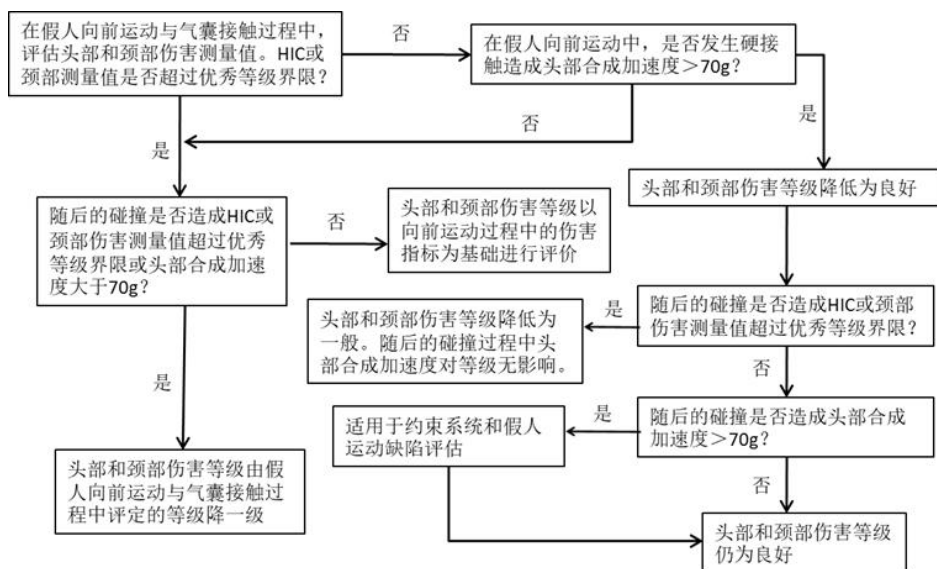 在假人向前运动与气囊接触过程中，
评估头部和颈部伤害测量值。HIC或
颈部测量值是否超过优秀等级界限？
否
在假人向前运动中，是否发生硬接
触造成头部合成加速度＞70g？
否
是
是
头部和颈部伤害等级降低为良好
随后的碰撞是否造成HIC或
颈部伤害测量值超过优秀
等级界限或头部合成加速
度大于70g？
否
头部和颈部伤害等级以
向前运动过程中的伤害
指标为基础进行评价
随后的碰撞是否造成HIC或颈部
伤害测量值超过优秀等级界限？
是
头部和颈部伤害等级降低为
一般。随后的碰撞过程中头
部合成加速度对等级无影响。
否
是
随后的碰撞是否造成头部合成
加速度＞70g？
是
适用于约束系统和假人
运动缺陷评估
否
头部和颈部伤害等级由假
人向前运动与气囊接触过
程中评定的等级降一级
头部和颈部伤害等级
仍为良好